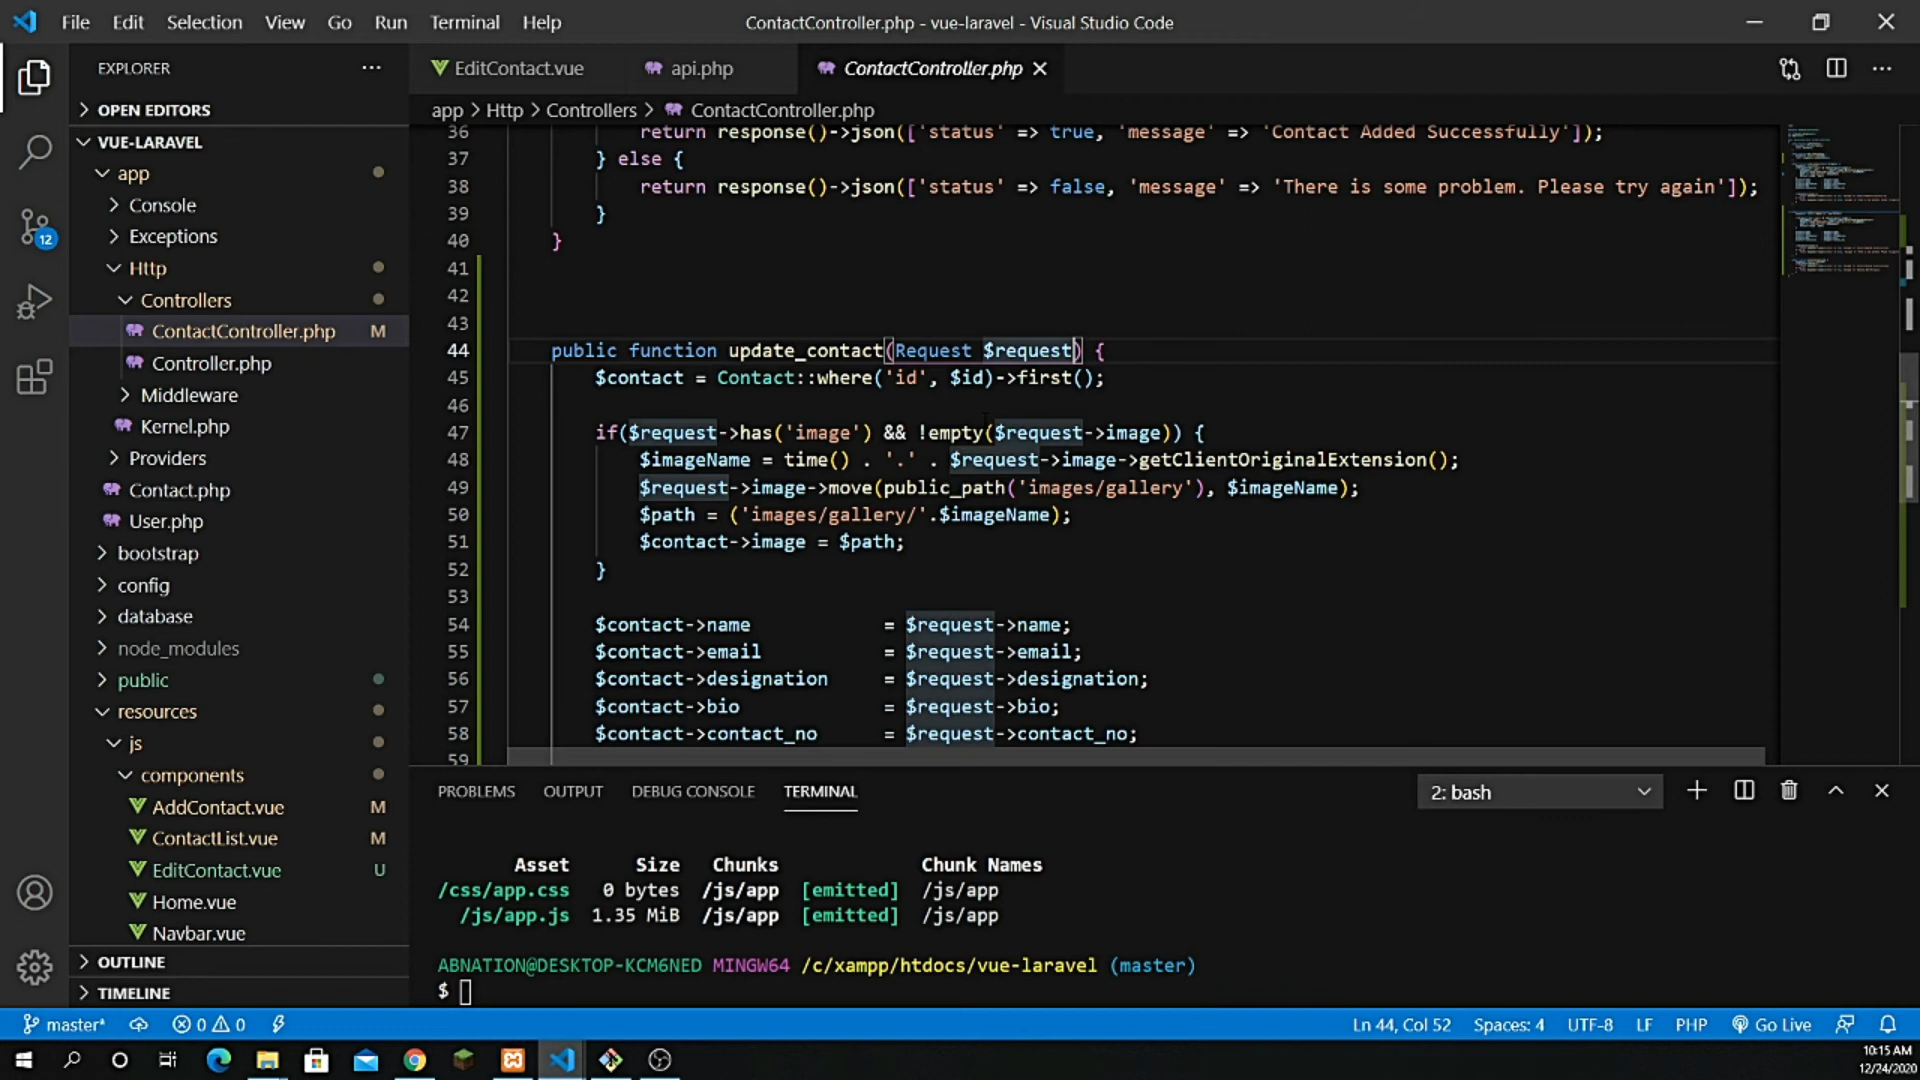 File Edit Selection View Go Run Terminal Help
ContactController.php - vue-laravel - Visual Studio Code
EXPLORER
OPEN EDITORS
VUE-LARAVEL
app
Console
Exceptions
Http
Controllers
ContactController.php M
Controller.php
Middleware
Kernel.php
Providers
Contact.php
User.php
bootstrap
config
database
node_modules
public
resources
js
components
AddContact.vue M
ContactList.vue M
EditContact.vue U
Home.vue
Navbar.vue
OUTLINE
TIMELINE
12
EditContact.vue api.php ContactController.php
app > Http > Controllers > ContactController.php
36 return response()->json(['status' => true, 'message' => 'Contact Added Successfully']);
37 } else {
38 return response()->json(['status' => false, 'message' => 'There is some problem. Please try again']);
39 }
40 }
41
42
43
44 public function update_contact(Request $request) {
45 $contact = Contact::where('id', $id)->first();
46
47 if($request->has('image') && !empty($request->image)) {
48 $imageName = time() . '.' . $request->image->getClientOriginalExtension();
49 $request->image->move(public_path('images/gallery'), $imageName);
50 $path = ('images/gallery/'.$imageName);
51 $contact->image = $path;
52 }
53
54 $contact->name = $request->name;
55 $contact->email = $request->email;
56 $contact->designation = $request->designation;
57 $contact->bio = $request->bio;
58 $contact->contact_no = $request->contact_no;
59
PROBLEMS OUTPUT DEBUG CONSOLE TERMINAL 2: bash
Asset Size Chunks Chunk Names
/css/app.css 0 bytes /js/app [emitted] /js/app
/js/app.js 1.35 MiB /js/app [emitted] /js/app
ABNATION@DESKTOP-KCM6NED MINGW64 /c/xampp/htdocs/vue-laravel (master)
$
master* 0 0 Ln 44, Col 52 Spaces: 4 UTF-8 LF PHP Go Live
10:15 AM
12/24/2020